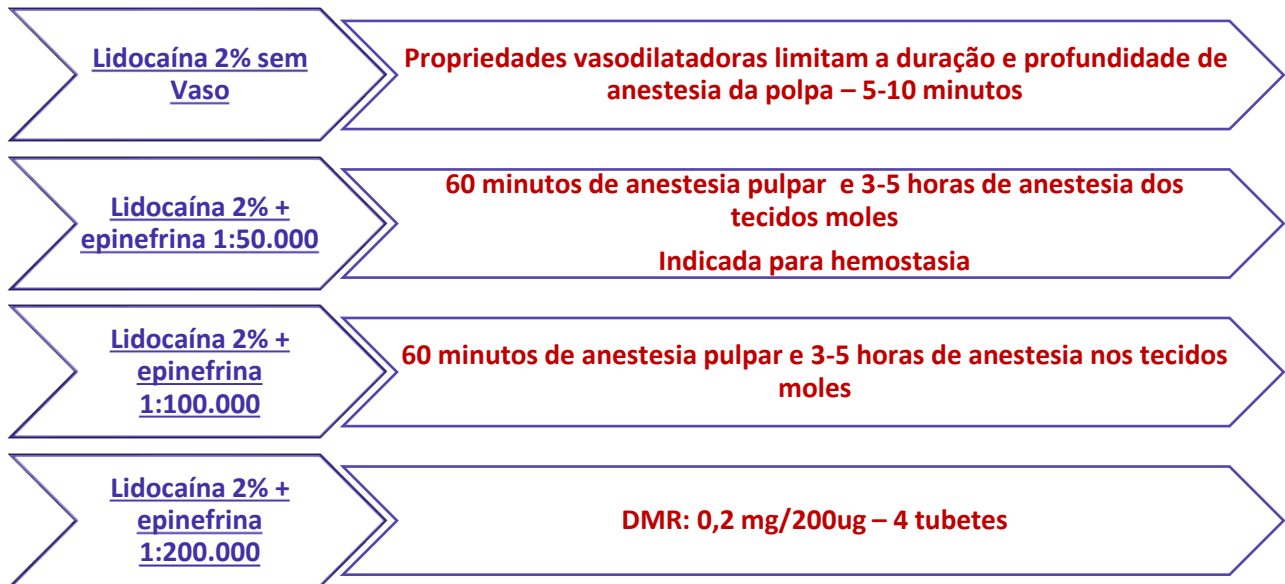 Lidocaína 2% sem
Vaso
Propriedades vasodilatadoras limitam a duração e profundidade de
anestesia da polpa – 5-10 minutos
Lidocaína 2% +
epinefrina 1:50.000
60 minutos de anestesia pulpar e 3-5 horas de anestesia dos
tecidos moles
Indicada para hemostasia
Lidocaína 2% +
epinefrina
1:100.000
60 minutos de anestesia pulpar e 3-5 horas de anestesia nos tecidos
moles
Lidocaína 2% +
epinefrina
1:200.000
DMR: 0,2 mg/200ug – 4 tubetes